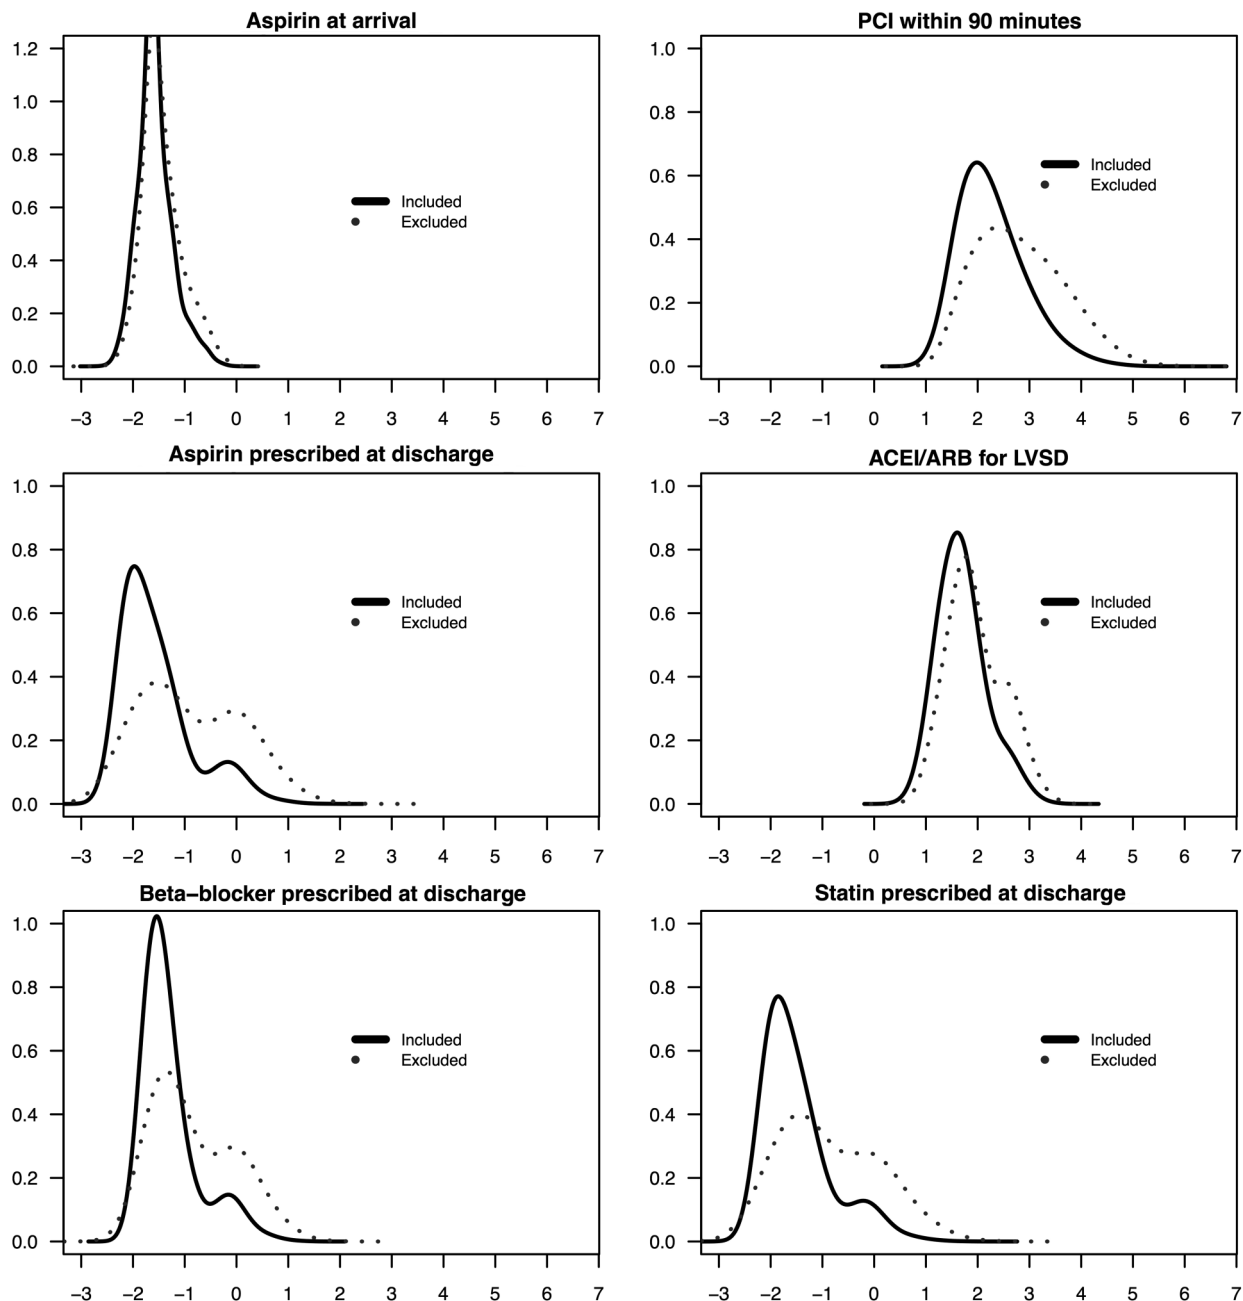 Aspirin at arrival
1.2
1.0
0.8
0.6
0.4
0.2
0.0
Included
Excluded
−3 −2 −1 0 1 2 3 4 5 6 7
PCI within 90 minutes
1.0
0.8
0.6
0.4
0.2
0.0
Included
Excluded
−3 −2 −1 0 1 2 3 4 5 6 7
Aspirin prescribed at discharge
1.0
0.8
0.6
0.4
0.2
0.0
Included
Excluded
−3 −2 −1 0 1 2 3 4 5 6 7
ACEI/ARB for LVSD
1.0
0.8
0.6
0.4
0.2
0.0
Included
Excluded
−3 −2 −1 0 1 2 3 4 5 6 7
Beta−blocker prescribed at discharge
1.0
0.8
0.6
0.4
0.2
0.0
Included
Excluded
−3 −2 −1 0 1 2 3 4 5 6 7
Statin prescribed at discharge
1.0
0.8
0.6
0.4
0.2
0.0
Included
Excluded
−3 −2 −1 0 1 2 3 4 5 6 7